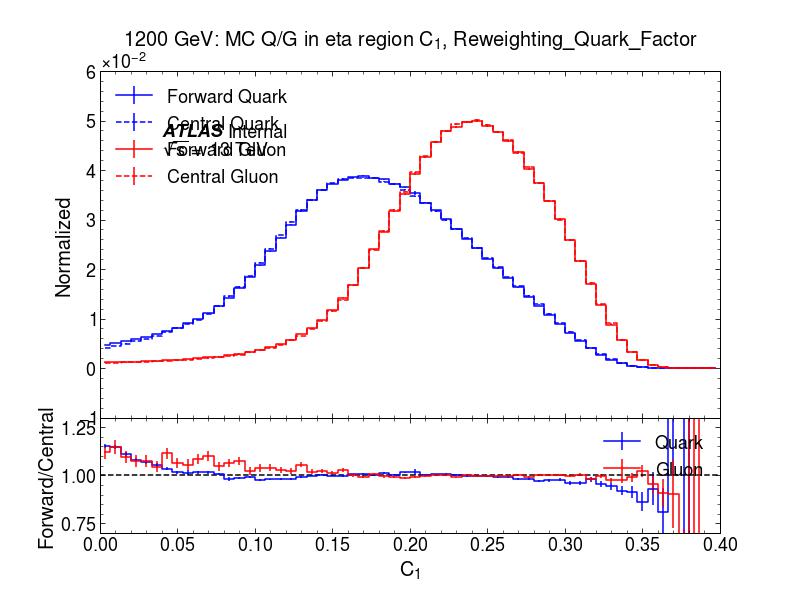 1200 GeV: MC Q/G in eta region C₁, Reweighting_Quark_Factor
×10⁻²
6
5
4
3
2
1
0
−1
Normalized
Forward Quark
Central Quark
ATLAS Internal
√s = 13 TeV
Forward Gluon
Central Gluon
1.25
1.00
0.75
Forward/Central
Quark
Gluon
0.00 0.05 0.10 0.15 0.20 0.25 0.30 0.35 0.40
C₁